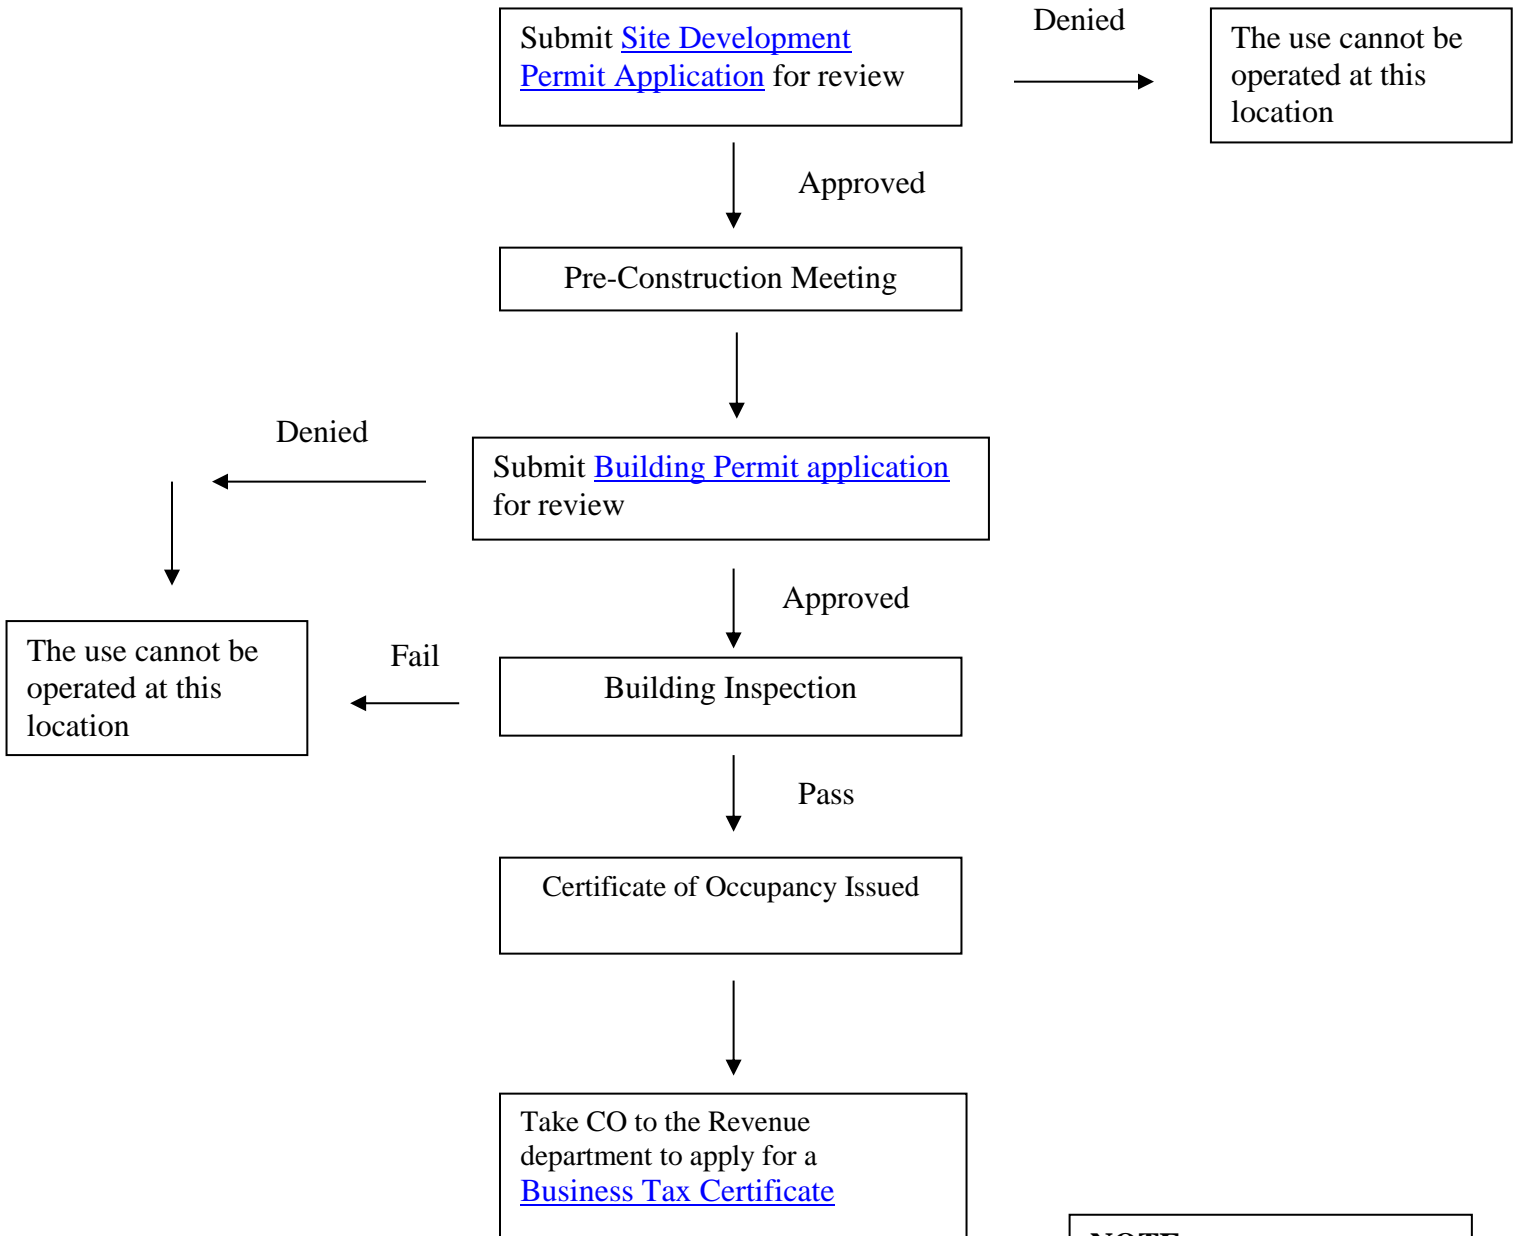 Submit Site Development
Permit Application for review
Denied
The use cannot be
operated at this
location
Approved
Pre-Construction Meeting
Denied
Submit Building Permit application
for review
Approved
The use cannot be
operated at this
location
Fail
Building Inspection
Pass
Certificate of Occupancy Issued
Take CO to the Revenue
department to apply for a
Business Tax Certificate